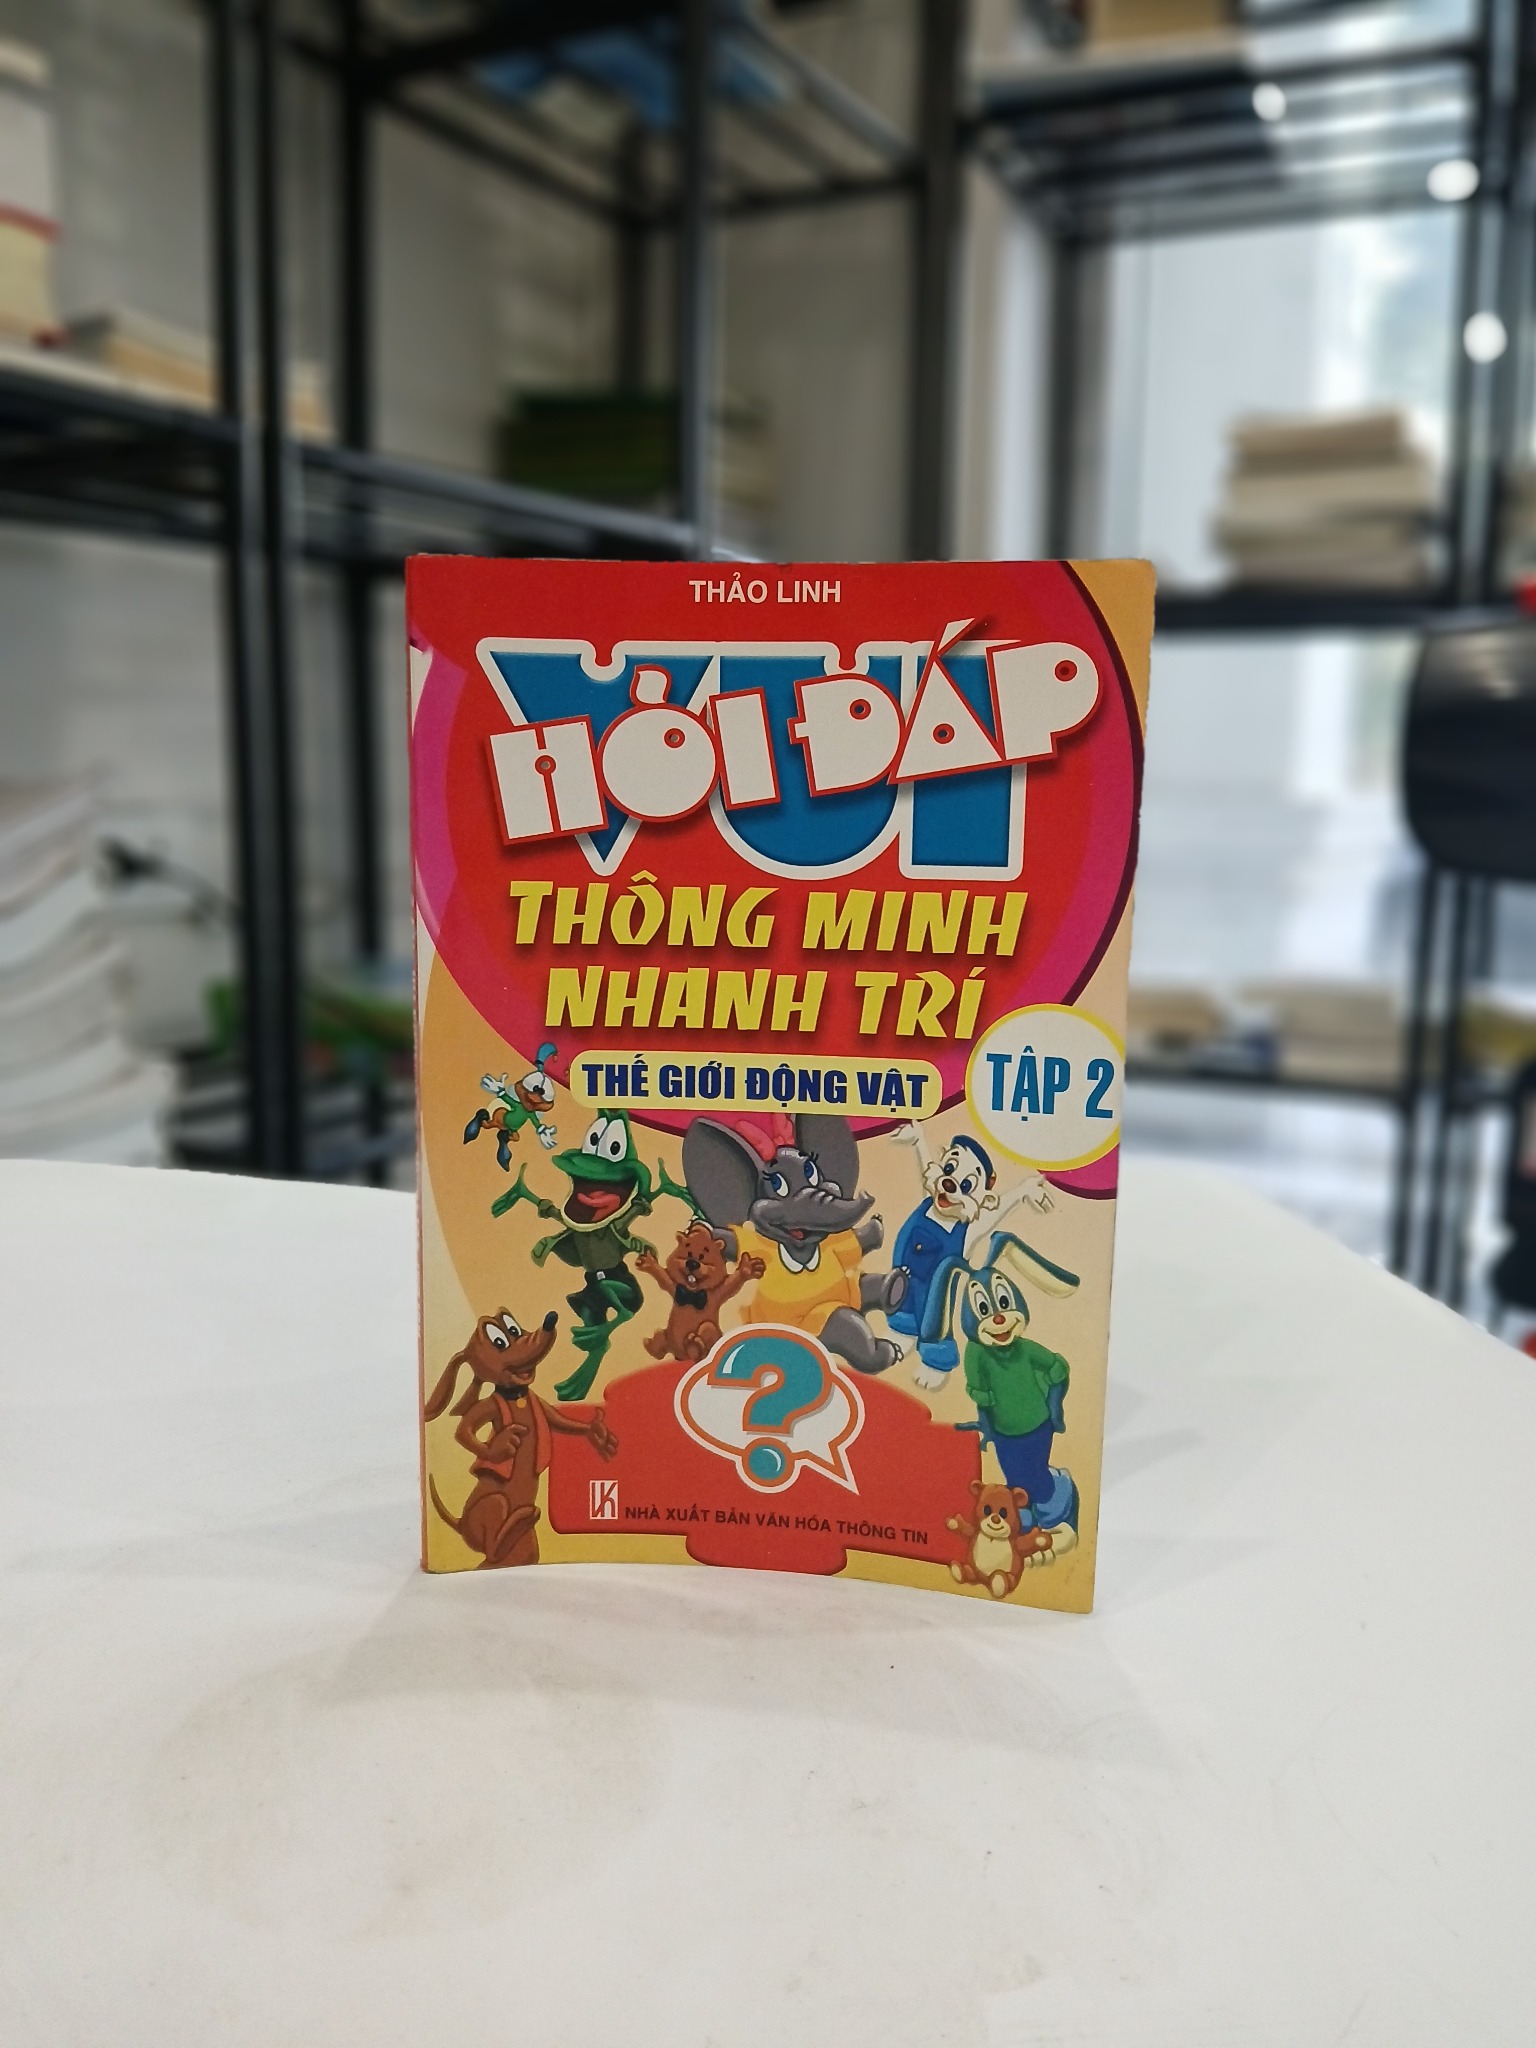 THẢO LINH
VUI
HỎI ĐÁP
THÔNG MINH
NHANH TRÍ
THẾ GIỚI ĐỘNG VẬT
TẬP 2
?
NHÀ XUẤT BẢN VĂN HÓA THÔNG TIN